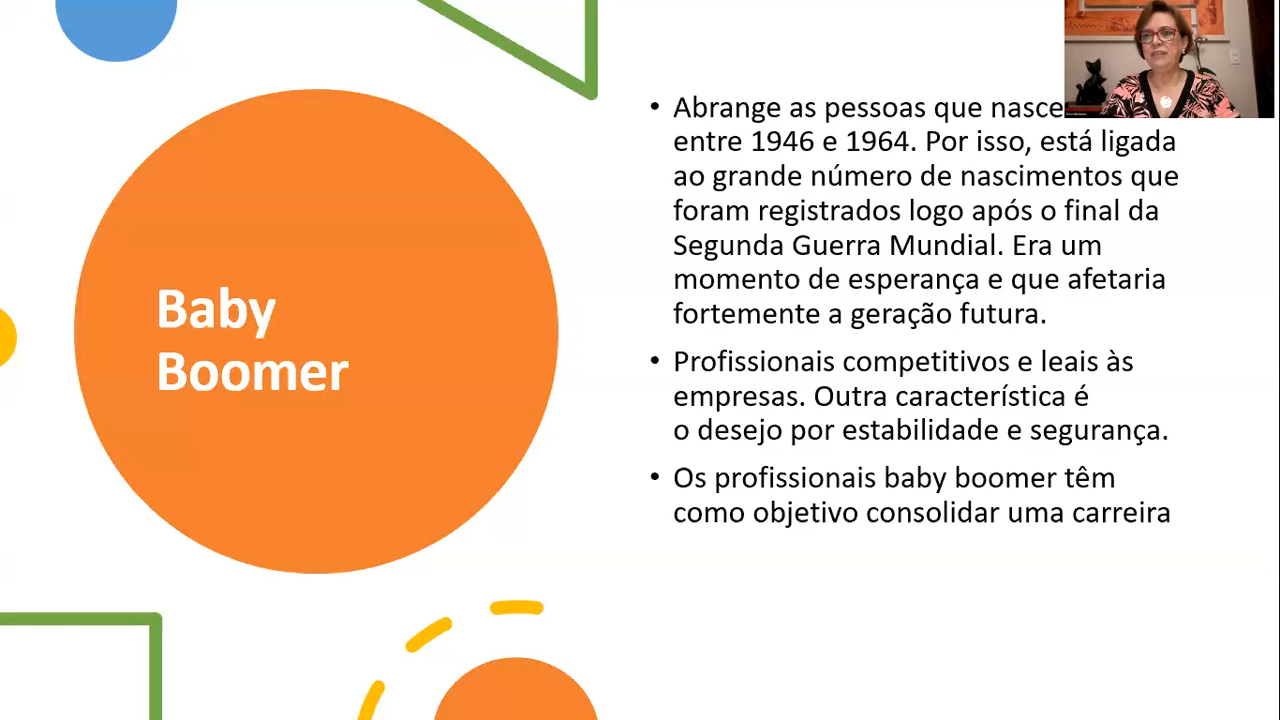 Baby
Boomer
• Abrange as pessoas que nasce
entre 1946 e 1964. Por isso, está ligada
ao grande número de nascimentos que
foram registrados logo após o final da
Segunda Guerra Mundial. Era um
momento de esperança e que afetaria
fortemente a geração futura.
• Profissionais competitivos e leais às
empresas. Outra característica é
o desejo por estabilidade e segurança.
• Os profissionais baby boomer têm
como objetivo consolidar uma carreira